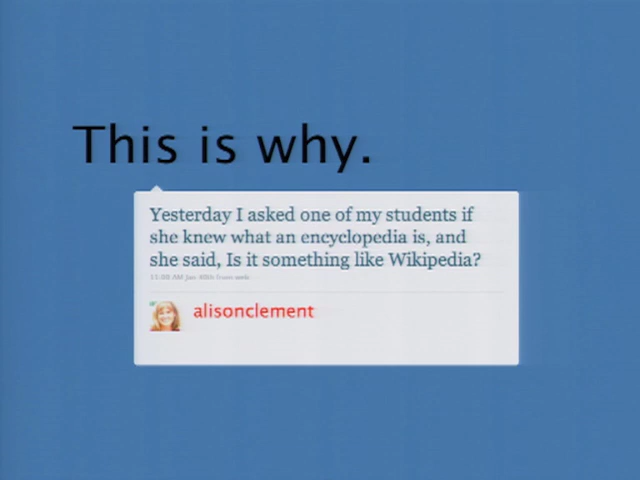 This is why.
Yesterday I asked one of my students if
she knew what an encyclopedia is, and
she said, Is it something like Wikipedia?
alisonclement